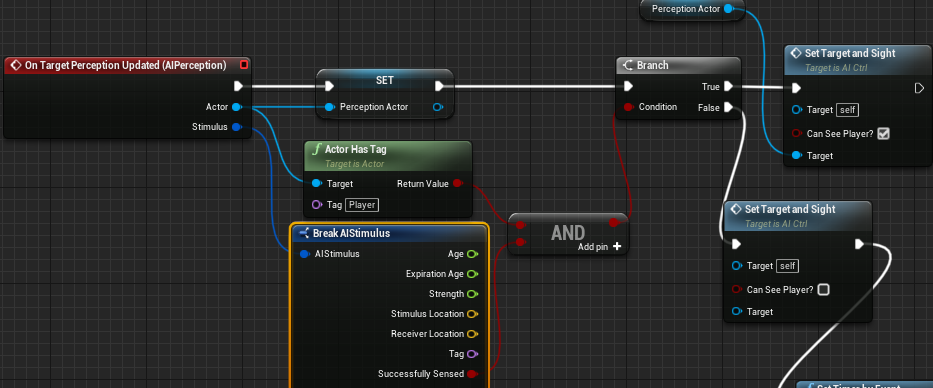 Perception Actor
On Target Perception Updated (AIPerception)
Actor
Stimulus
SET
Perception Actor
Branch
True
Condition
False
Set Target and Sight
Target is AI Ctrl
Target self
Can See Player?
Target
Actor Has Tag
Target is Actor
Target
Return Value
Tag Player
AND
Add pin +
Break AIStimulus
AIStimulus
Age
Expiration Age
Strength
Stimulus Location
Receiver Location
Tag
Successfully Sensed
Set Target and Sight
Target is AI Ctrl
Target self
Can See Player?
Target
Set Timer by Event